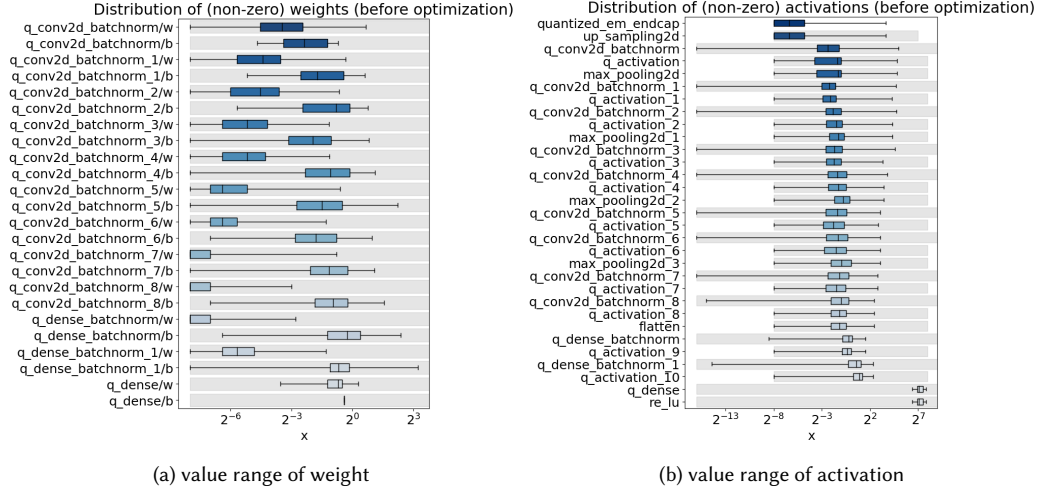 Distribution of (non-zero) weights (before optimization)
q_conv2d_batchnorm/w
q_conv2d_batchnorm/b
q_conv2d_batchnorm_1/w
q_conv2d_batchnorm_1/b
q_conv2d_batchnorm_2/w
q_conv2d_batchnorm_2/b
q_conv2d_batchnorm_3/w
q_conv2d_batchnorm_3/b
q_conv2d_batchnorm_4/w
q_conv2d_batchnorm_4/b
q_conv2d_batchnorm_5/w
q_conv2d_batchnorm_5/b
q_conv2d_batchnorm_6/w
q_conv2d_batchnorm_6/b
q_conv2d_batchnorm_7/w
q_conv2d_batchnorm_7/b
q_conv2d_batchnorm_8/w
q_conv2d_batchnorm_8/b
q_dense_batchnorm/w
q_dense_batchnorm/b
q_dense_batchnorm_1/w
q_dense_batchnorm_1/b
q_dense/w
q_dense/b
2^-6 2^-3 2^0 2^3
x
(a) value range of weight
Distribution of (non-zero) activations (before optimization)
quantized_em_endcap
up_sampling2d
q_conv2d_batchnorm
q_activation
max_pooling2d
q_conv2d_batchnorm_1
q_activation_1
q_conv2d_batchnorm_2
q_activation_2
max_pooling2d_1
q_conv2d_batchnorm_3
q_activation_3
q_conv2d_batchnorm_4
q_activation_4
max_pooling2d_2
q_conv2d_batchnorm_5
q_activation_5
q_conv2d_batchnorm_6
q_activation_6
max_pooling2d_3
q_conv2d_batchnorm_7
q_activation_7
q_conv2d_batchnorm_8
q_activation_8
flatten
q_dense_batchnorm
q_activation_9
q_dense_batchnorm_1
q_activation_10
q_dense
re_lu
2^-13 2^-8 2^-3 2^2 2^7
x
(b) value range of activation